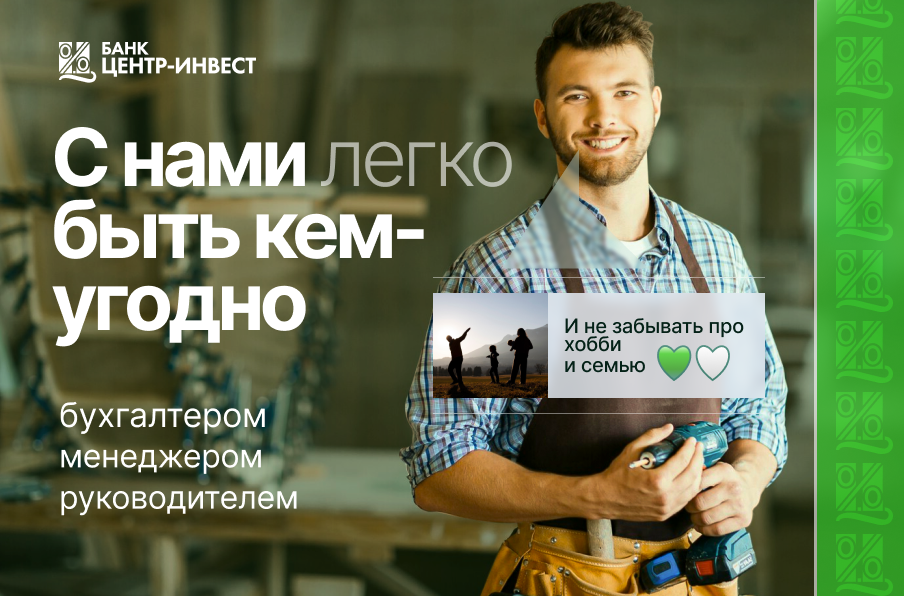 БАНК
ЦЕНТР-ИНВЕСТ
С нами легко
быть кем-
угодно
И не забывать про
хобби
и семью
бухгалтером
менеджером
руководителем